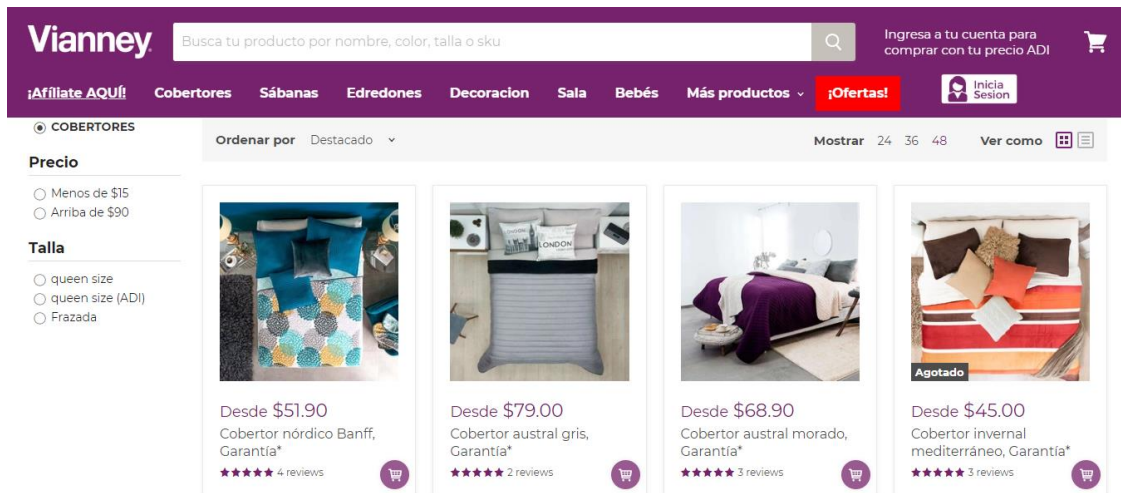 Vianney
Busca tu producto por nombre, color, talla o sku
Ingresa a tu cuenta para
comprar con tu precio ADI
¡Afíliate AQUÍ!
Cobertores
Sábanas
Edredones
Decoracion
Sala
Bebés
Más productos
¡Ofertas!
Inicia
Sesion
COBERTORES
Precio
Menos de $15
Arriba de $90
Talla
queen size
queen size (ADI)
Frazada
Ordenar por Destacado
Mostrar 24 36 48
Ver como
LONDON
Desde $51.90
Cobertor nórdico Banff,
Garantía*
4 reviews
Desde $79.00
Cobertor austral gris,
Garantía*
2 reviews
Desde $68.90
Cobertor austral morado,
Garantía*
3 reviews
Agotado
Desde $45.00
Cobertor invernal
mediterráneo, Garantía*
3 reviews